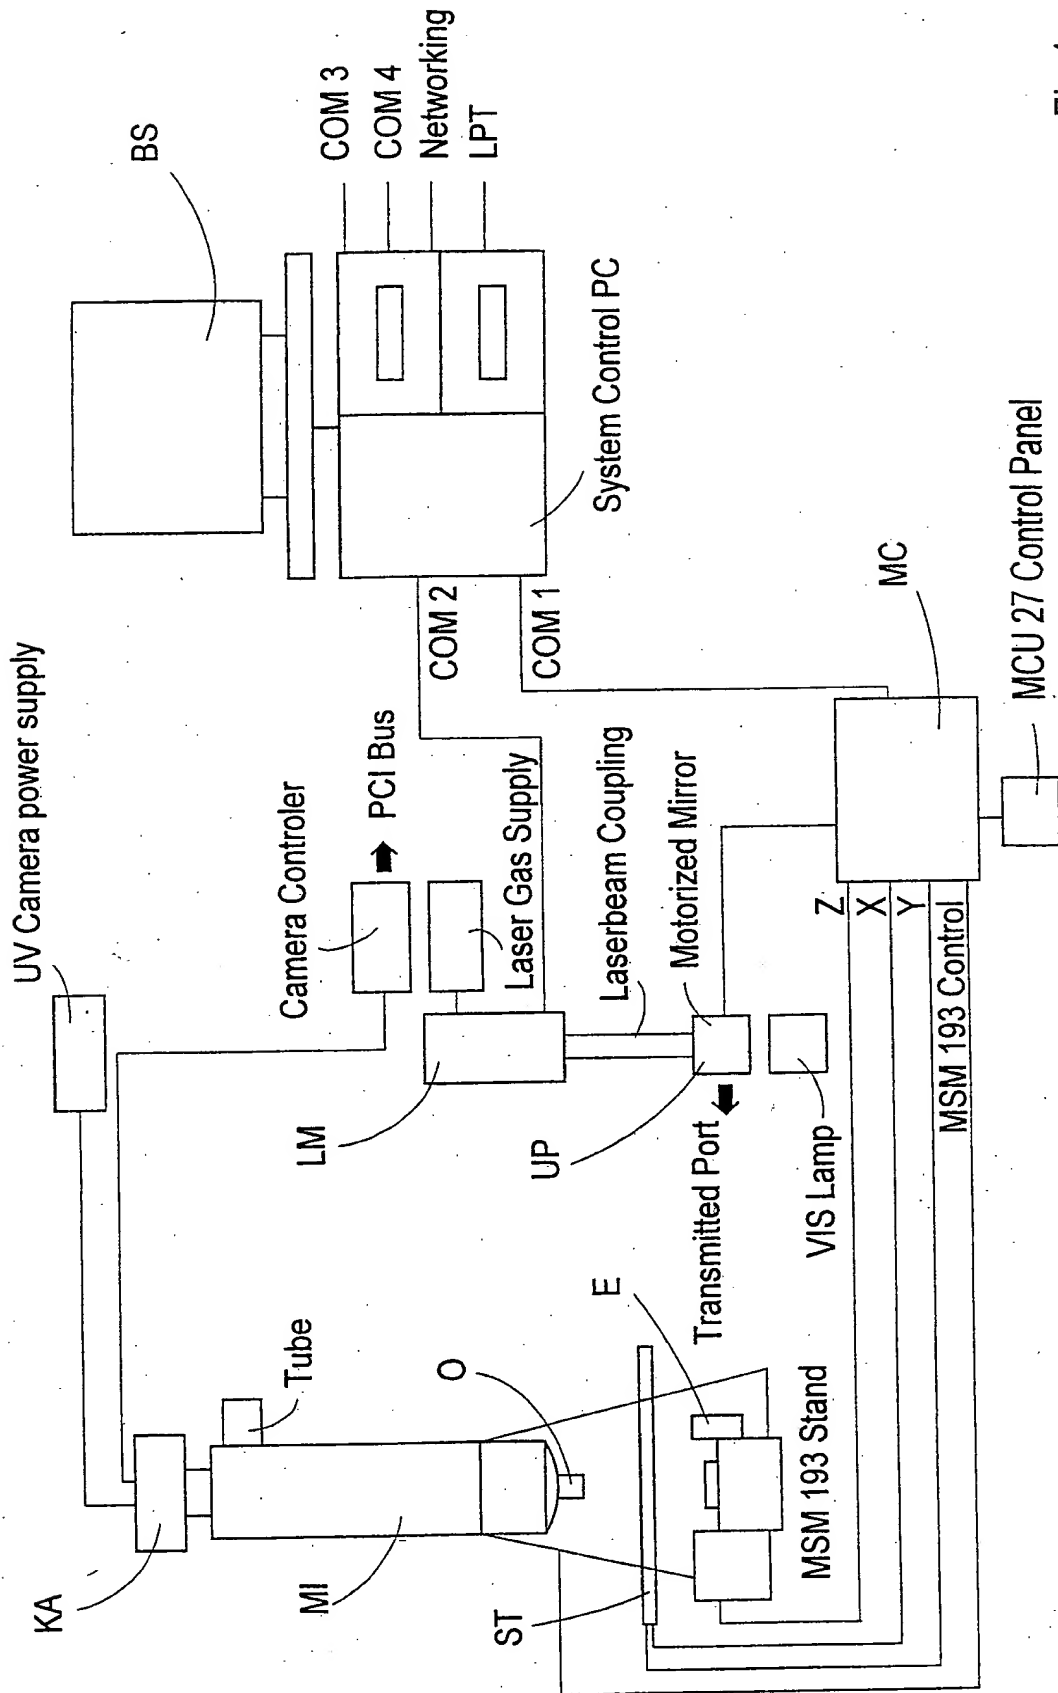 UV Camera power supply
BS
COM 3
COM 4
Networking
LPT
System Control PC
COM 2
COM 1
PCI Bus
Camera Controler
Laser Gas Supply
Laserbeam Coupling
Motorized Mirror
LM
UP
Transmitted Port
VIS Lamp
MC
MCU 27 Control Panel
Z
X
Y
MSM 193 Control
KA
Tube
MI
O
E
ST
MSM 193 Stand